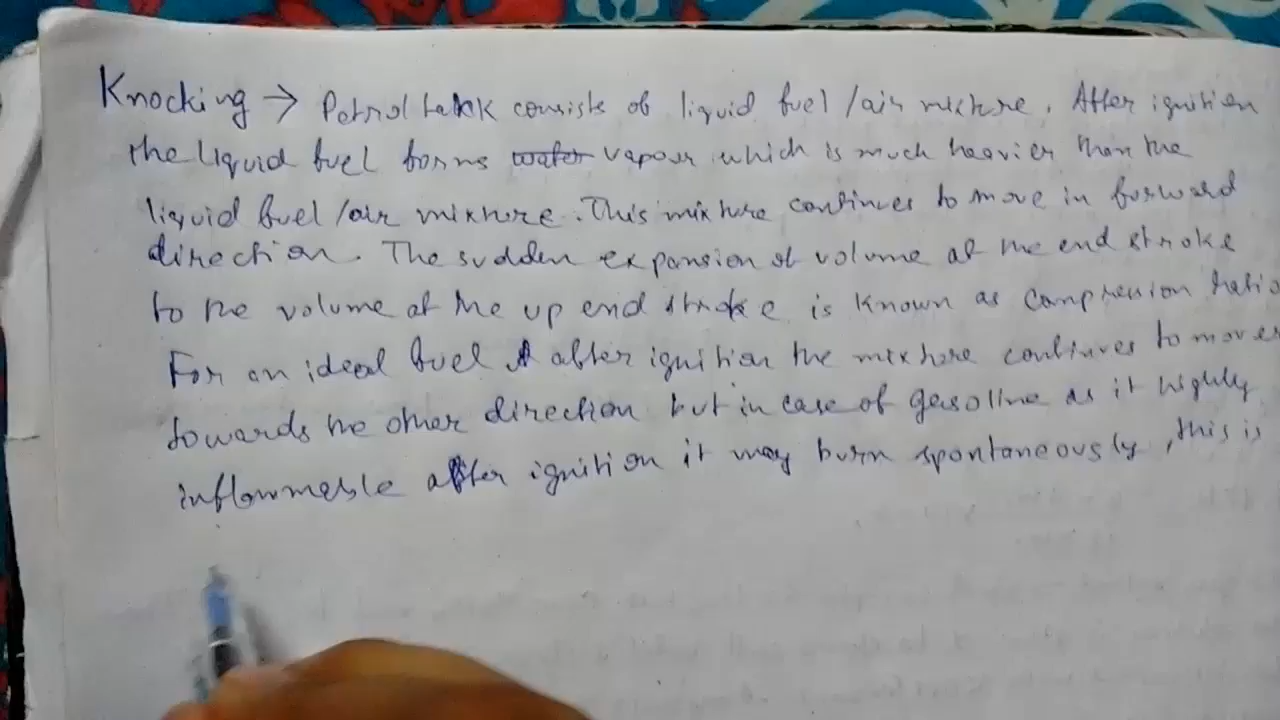 Knocking → Petrol tank consists of liquid fuel / air mixture. After ignition
the liquid fuel forms water vapour which is much heavier than the
liquid fuel / air mixture. This mixture continues to move in forward
direction. The sudden expansion of volume at the end stroke
to the volume at the up end stroke is known as compression ratio
For an ideal fuel after ignition the mixture continues to moves
towards the other direction but in case of gasoline as it highly
inflammable after ignition it may burn spontaneously, this is